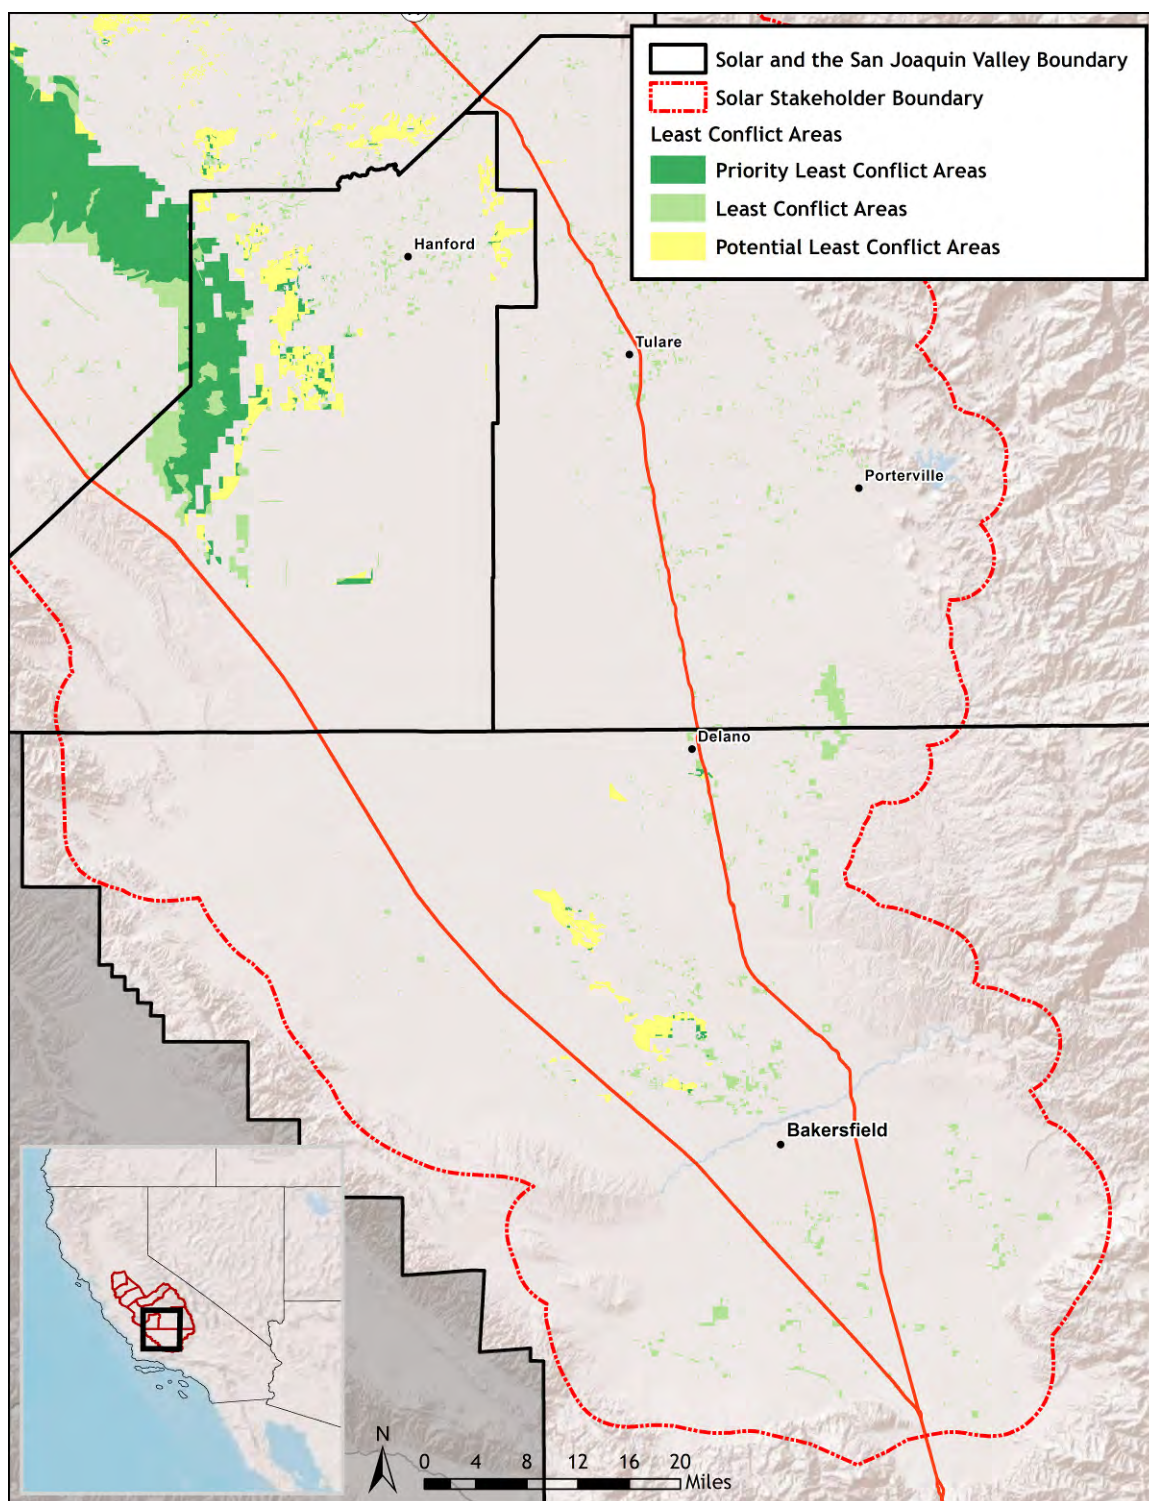 Solar and the San Joaquin Valley Boundary
Solar Stakeholder Boundary
Least Conflict Areas
Priority Least Conflict Areas
Least Conflict Areas
Potential Least Conflict Areas
Hanford
Tulare
Porterville
Delano
Bakersfield
N
0 4 8 12 16 20
Miles